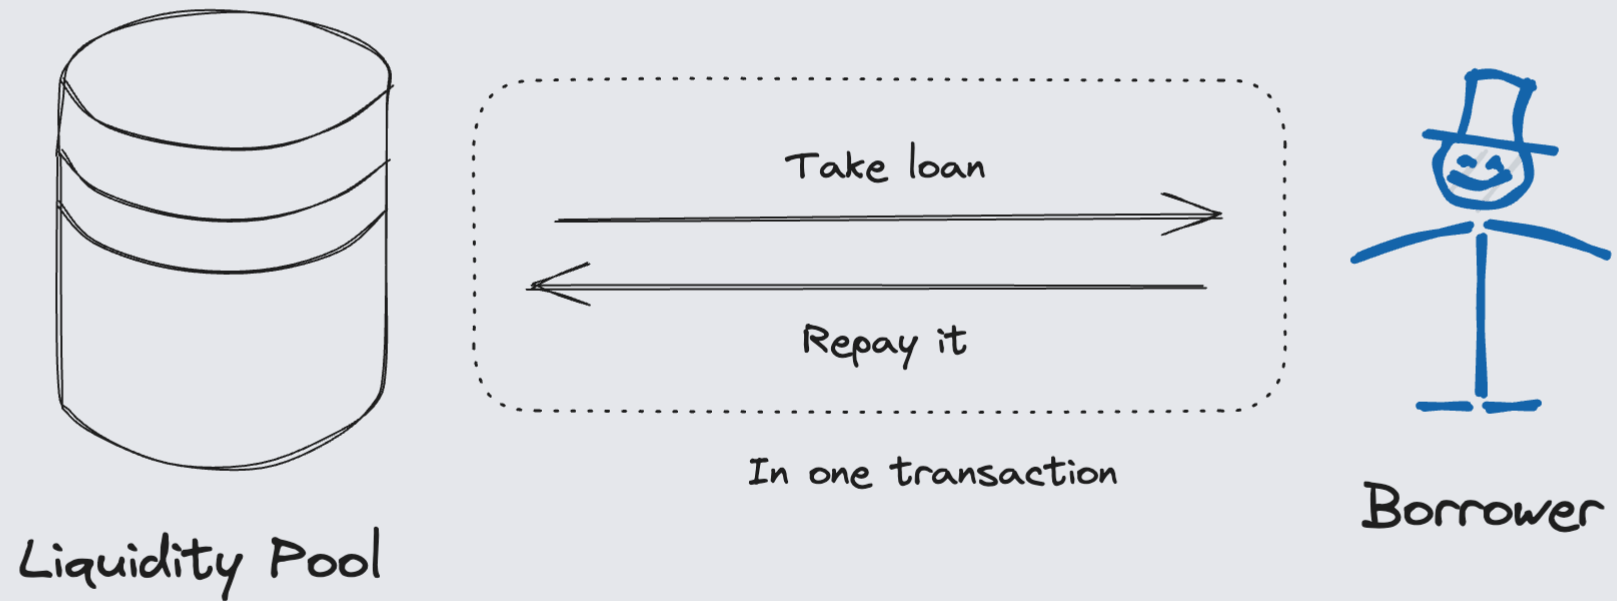 Take loan
Repay it
In one transaction
Liquidity Pool
Borrower